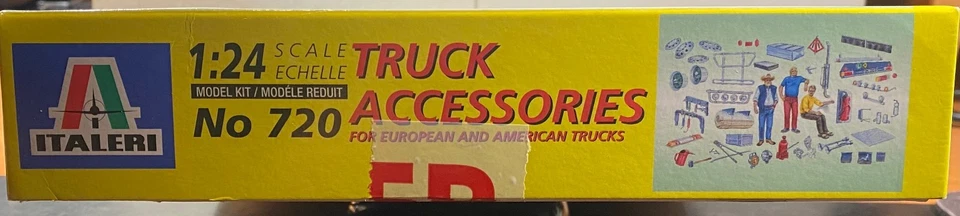 ITALERI
1:24 SCALE
ECHELLE
MODEL KIT / MODÉLE REDUIT
No 720
TRUCK
ACCESSORIES
FOR EUROPEAN AND AMERICAN TRUCKS